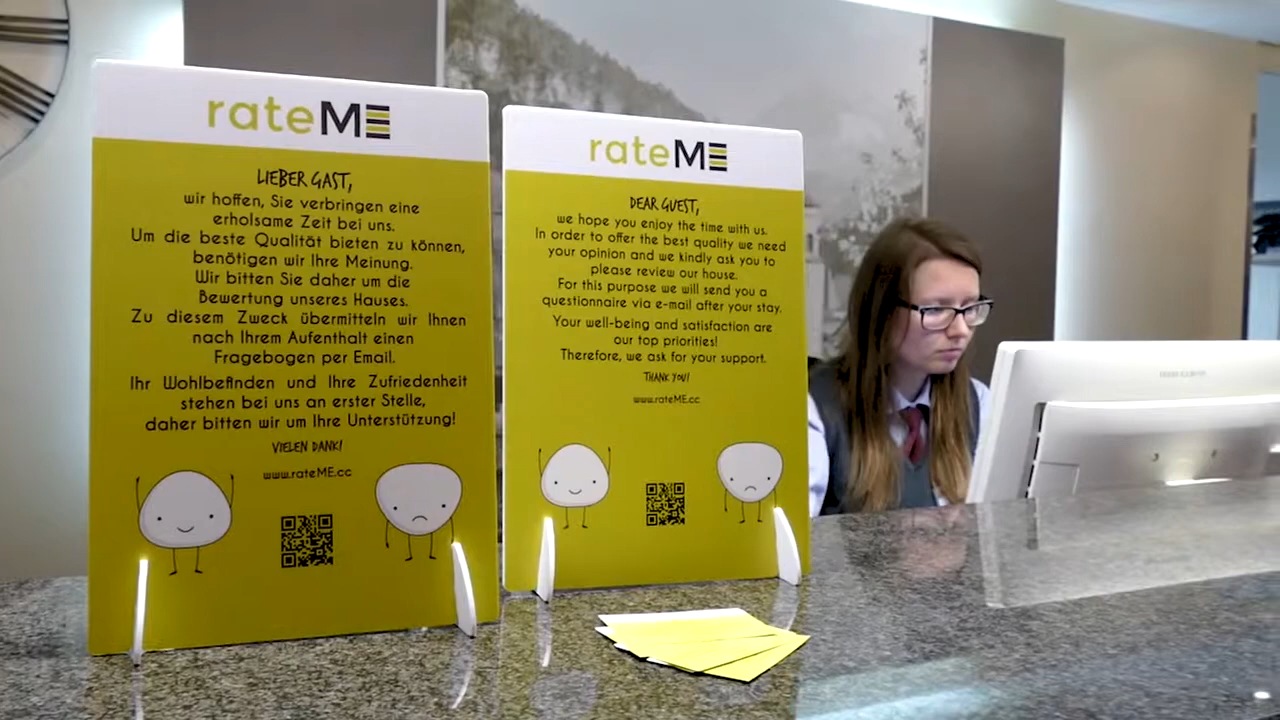 rateME
LIEBER GAST,
wir hoffen, Sie verbringen eine
erholsame Zeit bei uns.
Um die beste Qualität bieten zu können,
benötigen wir Ihre Meinung.
Wir bitten Sie daher um die
Bewertung unseres Hauses.
Zu diesem Zweck übermitteln wir Ihnen
nach Ihrem Aufenthalt einen
Fragebogen per Email.
Ihr Wohlbefinden und Ihre Zufriedenheit
stehen bei uns an erster Stelle,
daher bitten wir um Ihre Unterstützung!
VIELEN DANK!
www.rateME.cc
rateME
DEAR GUEST,
we hope you enjoy the time with us.
In order to offer the best quality we need
your opinion and we kindly ask you to
please review our house.
For this purpose we will send you a
questionnaire via e-mail after your stay.
Your well-being and satisfaction are
our top priorities!
Therefore, we ask for your support.
THANK YOU!
www.rateME.cc